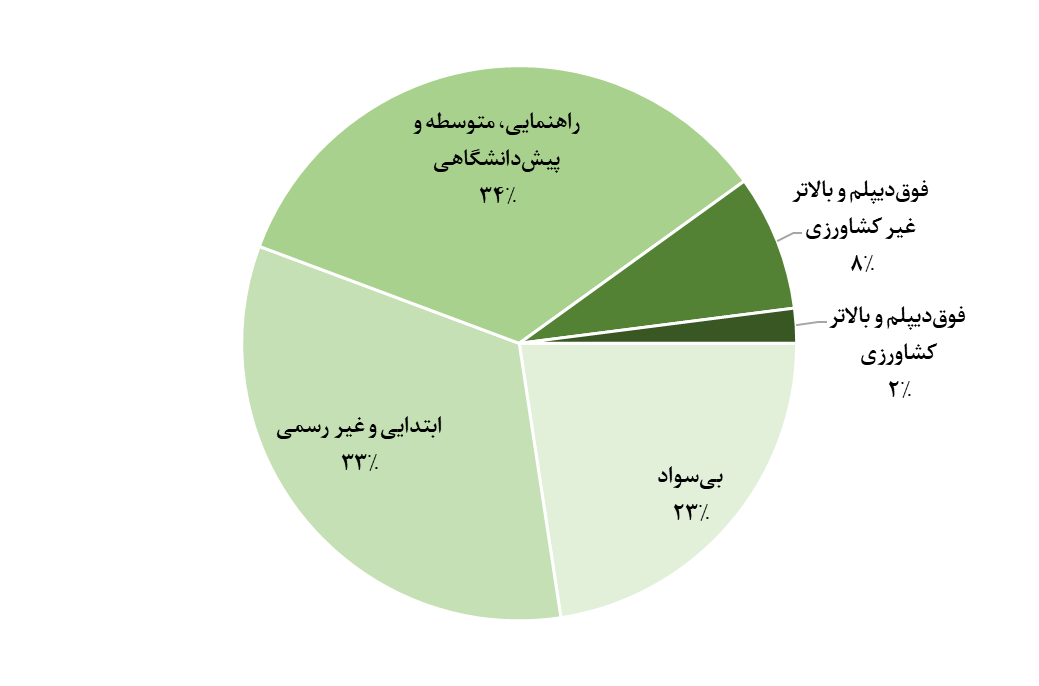 راهنمایی، متوسطه و
پیش‌دانشگاهی
۳۴٪
فوق‌دیپلم و بالاتر
غیر کشاورزی
۸٪
فوق‌دیپلم و بالاتر
کشاورزی
۲٪
ابتدایی و غیر رسمی
۳۳٪
بی‌سواد
۲۳٪